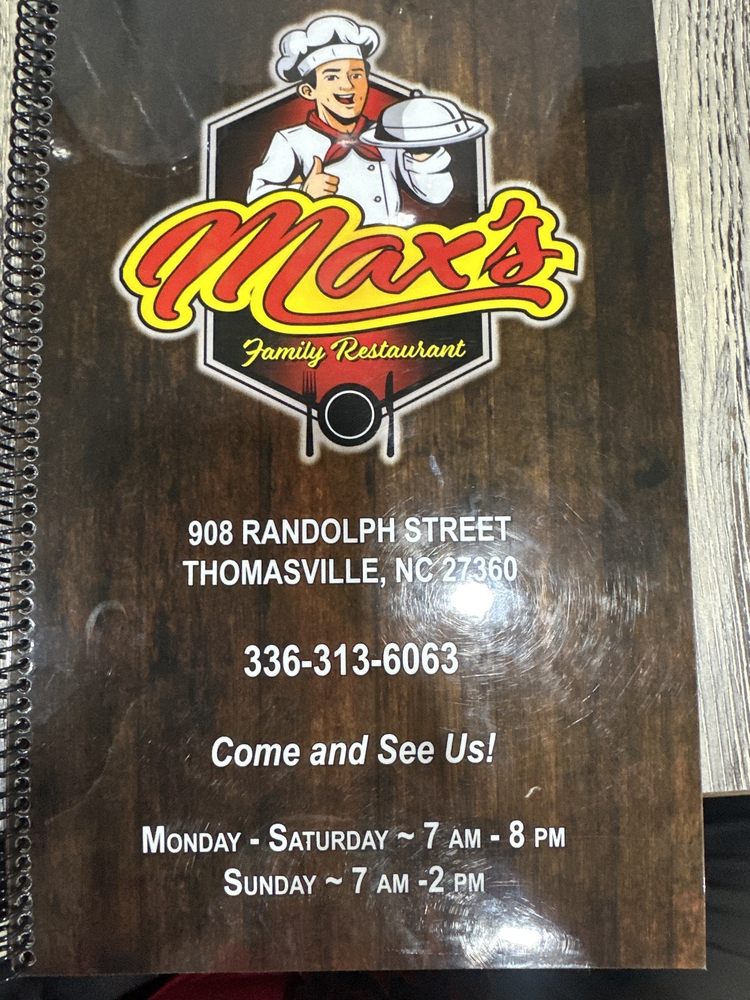 Max's
Family Restaurant
908 RANDOLPH STREET
THOMASVILLE, NC 27360
336-313-6063
Come and See Us!
MONDAY - SATURDAY ~ 7 AM - 8 PM
SUNDAY ~ 7 AM -2 PM